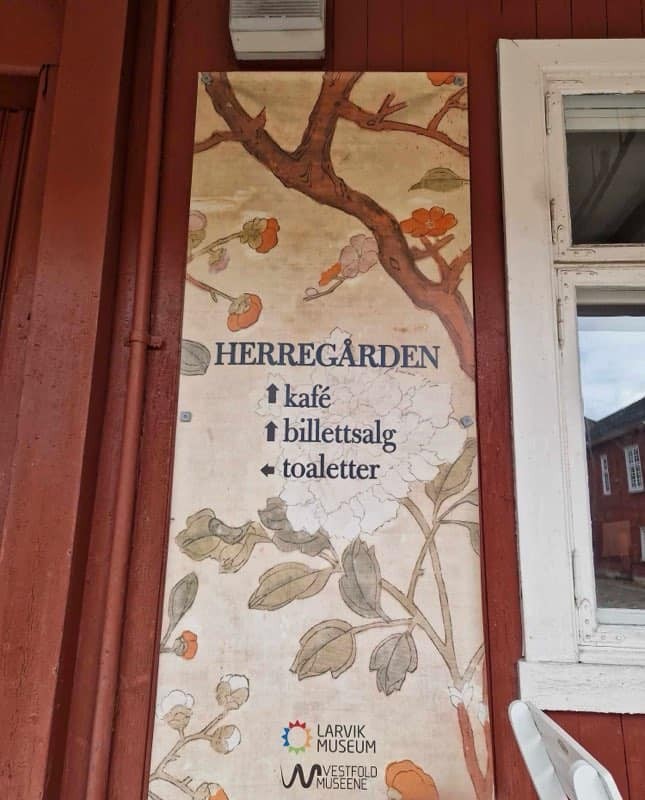 HERREGÅRDEN
⬆ kafé
⬆ billettsalg
⬅ toaletter
LARVIK
MUSEUM
VESTFOLD
MUSEENE